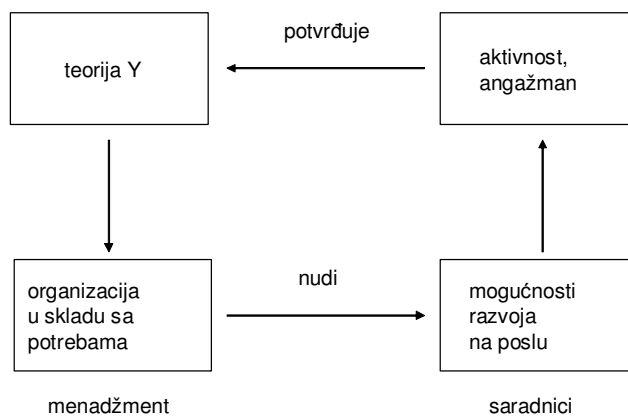 potvrđuje
teorija Y
aktivnost,
angažman
organizacija
u skladu sa
potrebama
nudi
mogućnosti
razvoja
na poslu
menadžment
saradnici